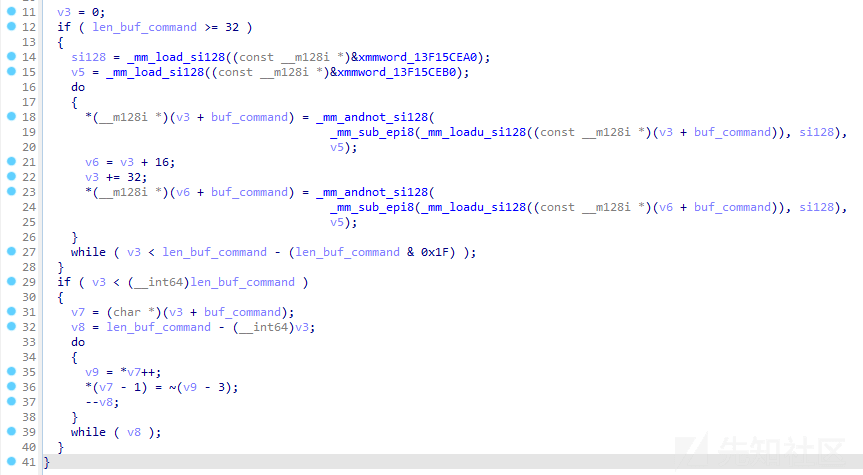 11 v3 = 0;
12 if ( len_buf_command >= 32 )
13 {
14 si128 = _mm_load_si128((const __m128i *)&xmmword_13F15CEA0);
15 v5 = _mm_load_si128((const __m128i *)&xmmword_13F15CEB0);
16 do
17 {
18 *(__m128i *)(v3 + buf_command) = _mm_andnot_si128(
19 _mm_sub_epi8(_mm_loadu_si128((const __m128i *)(v3 + buf_command)), si128),
20 v5);
21 v6 = v3 + 16;
22 v3 += 32;
23 *(__m128i *)(v6 + buf_command) = _mm_andnot_si128(
24 _mm_sub_epi8(_mm_loadu_si128((const __m128i *)(v6 + buf_command)), si128),
25 v5);
26 }
27 while ( v3 < len_buf_command - (len_buf_command & 0x1F) );
28 }
29 if ( v3 < (__int64)len_buf_command )
30 {
31 v7 = (char *)(v3 + buf_command);
32 v8 = len_buf_command - (__int64)v3;
33 do
34 {
35 v9 = *v7++;
36 *(v7 - 1) = ~(v9 - 3);
37 --v8;
38 }
39 while ( v8 );
40 }
41 }
先知社区